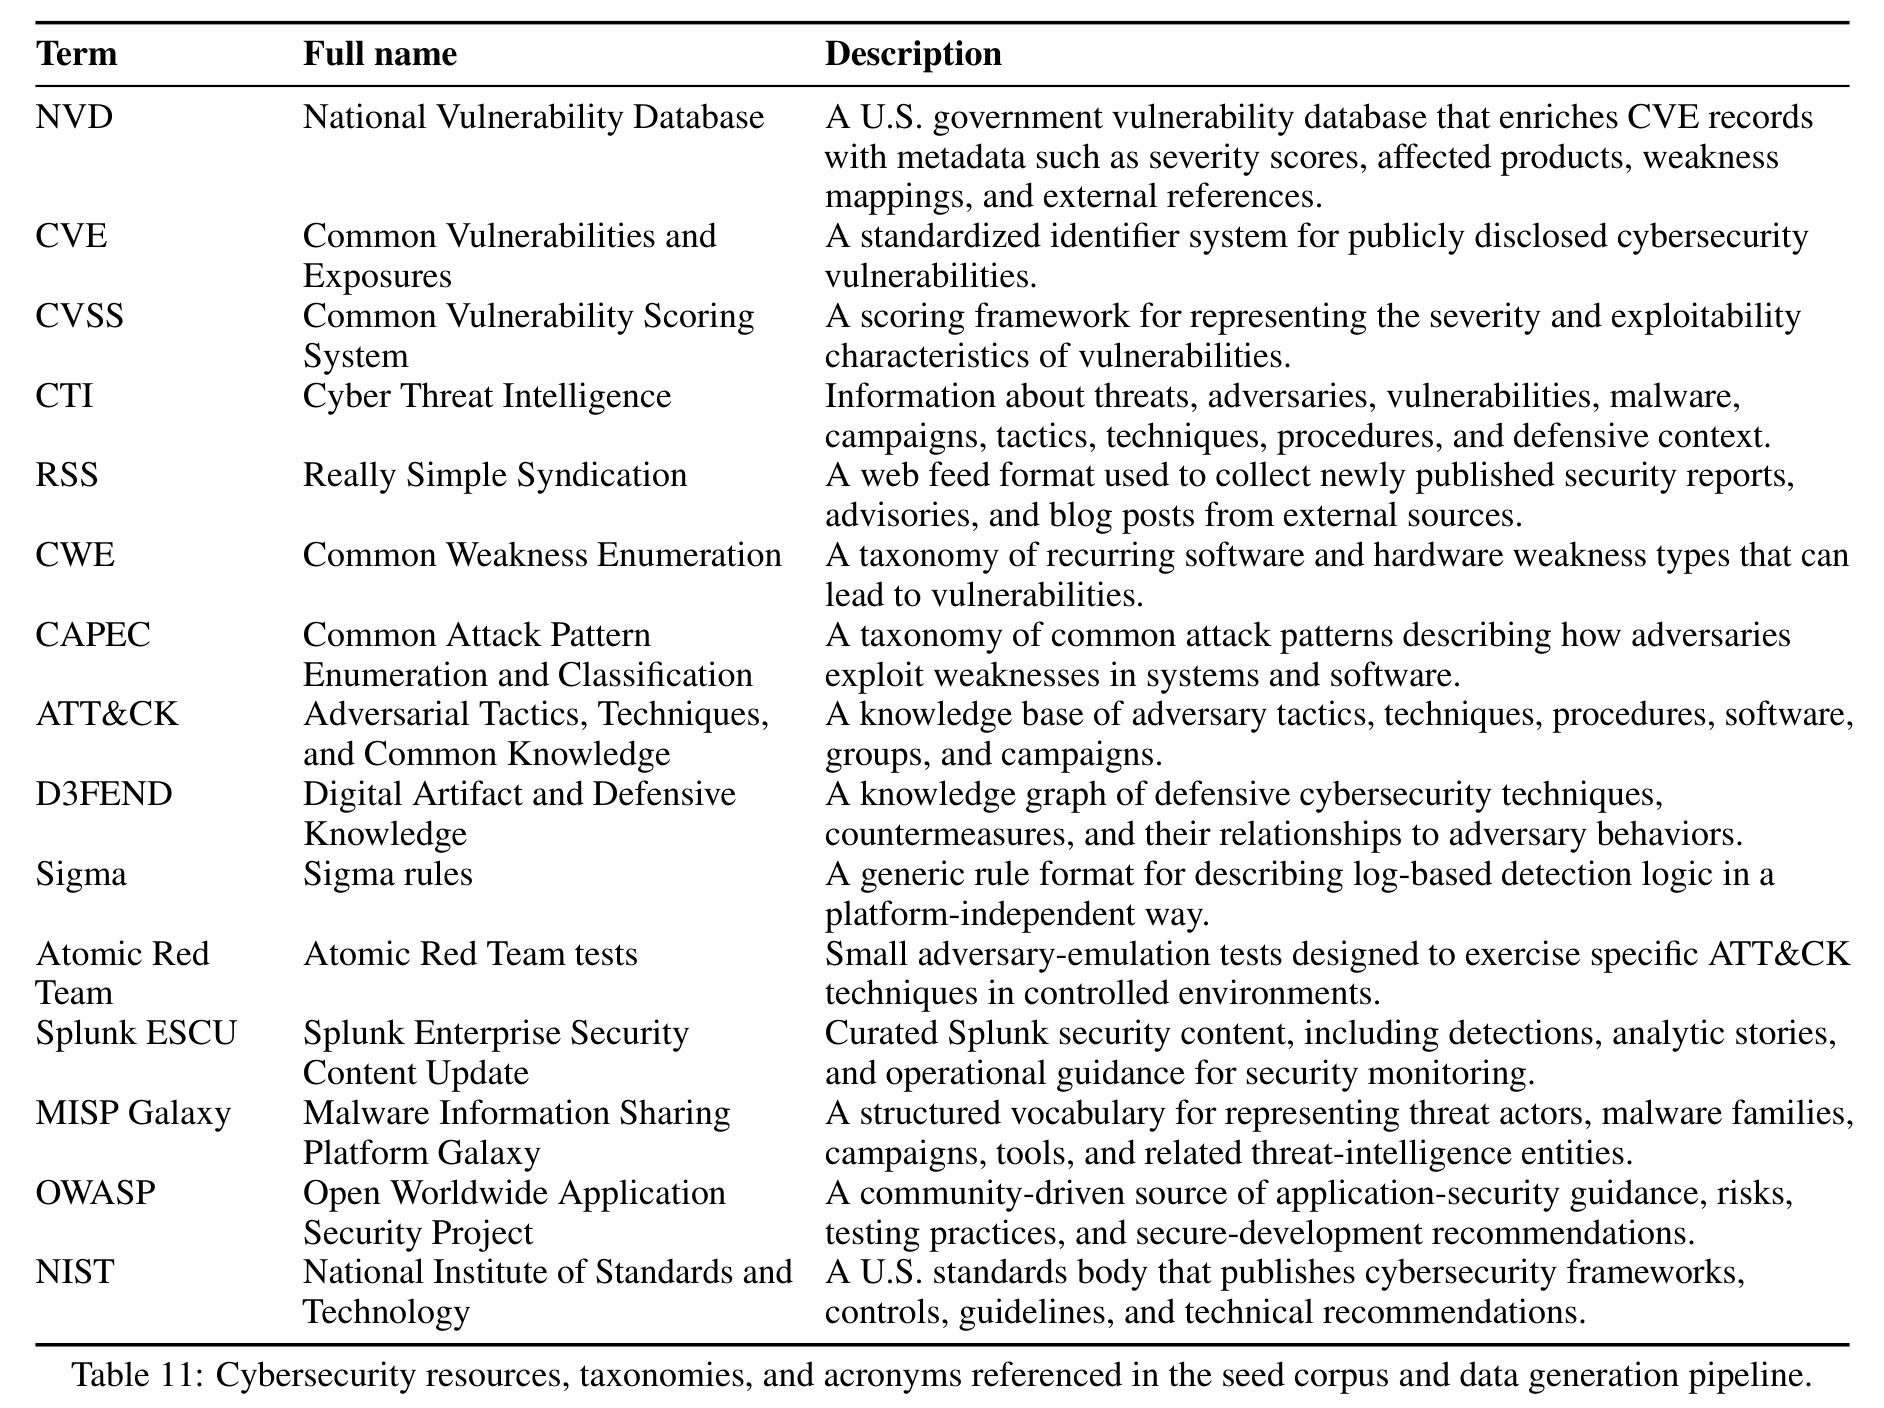 Term Full name Description
NVD National Vulnerability Database A U.S. government vulnerability database that enriches CVE records
with metadata such as severity scores, affected products, weakness
mappings, and external references.
CVE Common Vulnerabilities and A standardized identifier system for publicly disclosed cybersecurity
Exposures vulnerabilities.
CVSS Common Vulnerability Scoring A scoring framework for representing the severity and exploitability
System characteristics of vulnerabilities.
CTI Cyber Threat Intelligence Information about threats, adversaries, vulnerabilities, malware,
campaigns, tactics, techniques, procedures, and defensive context.
RSS Really Simple Syndication A web feed format used to collect newly published security reports,
advisories, and blog posts from external sources.
CWE Common Weakness Enumeration A taxonomy of recurring software and hardware weakness types that can
lead to vulnerabilities.
CAPEC Common Attack Pattern A taxonomy of common attack patterns describing how adversaries
Enumeration and Classification exploit weaknesses in systems and software.
ATT&CK Adversarial Tactics, Techniques, A knowledge base of adversary tactics, techniques, procedures, software,
and Common Knowledge groups, and campaigns.
D3FEND Digital Artifact and Defensive A knowledge graph of defensive cybersecurity techniques,
Knowledge countermeasures, and their relationships to adversary behaviors.
Sigma Sigma rules A generic rule format for describing log-based detection logic in a
platform-independent way.
Atomic Red Atomic Red Team tests Small adversary-emulation tests designed to exercise specific ATT&CK
Team techniques in controlled environments.
Splunk ESCU Splunk Enterprise Security Curated Splunk security content, including detections, analytic stories,
Content Update and operational guidance for security monitoring.
MISP Galaxy Malware Information Sharing A structured vocabulary for representing threat actors, malware families,
Platform Galaxy campaigns, tools, and related threat-intelligence entities.
OWASP Open Worldwide Application A community-driven source of application-security guidance, risks,
Security Project testing practices, and secure-development recommendations.
NIST National Institute of Standards and A U.S. standards body that publishes cybersecurity frameworks,
Technology controls, guidelines, and technical recommendations.
Table 11: Cybersecurity resources, taxonomies, and acronyms referenced in the seed corpus and data generation pipeline.